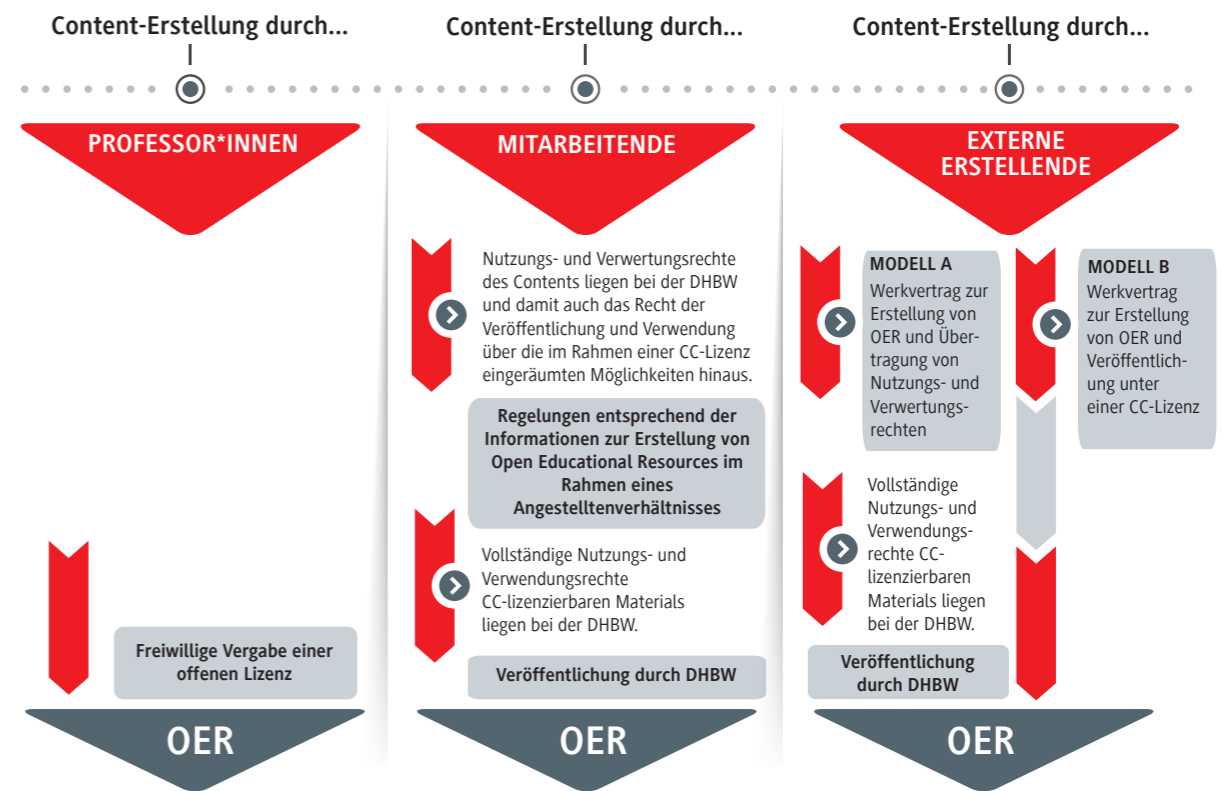 Content-Erstellung durch...
PROFESSOR*INNEN
Freiwillige Vergabe einer
offenen Lizenz
OER
Content-Erstellung durch...
MITARBEITENDE
Nutzungs- und Verwertungsrechte
des Contents liegen bei der DHBW
und damit auch das Recht der
Veröffentlichung und Verwendung
über die im Rahmen einer CC-Lizenz
eingeräumten Möglichkeiten hinaus.
Regelungen entsprechend der
Informationen zur Erstellung von
Open Educational Resources im
Rahmen eines
Angestelltenverhältnisses
Vollständige Nutzungs- und
Verwendungsrechte
CC-lizenzierbaren Materials
liegen bei der DHBW.
Veröffentlichung durch DHBW
OER
Content-Erstellung durch...
EXTERNE
ERSTELLENDE
MODELL A
Werkvertrag zur
Erstellung von
OER und Über-
tragung von
Nutzungs- und
Verwertungs-
rechten
Vollständige
Nutzungs- und
Verwendungs-
rechte CC-
lizenzierbaren
Materials liegen
bei der DHBW.
Veröffentlichung
durch DHBW
MODELL B
Werkvertrag
zur Erstellung
von OER und
Veröffentlich-
ung unter
einer CC-Lizenz
OER